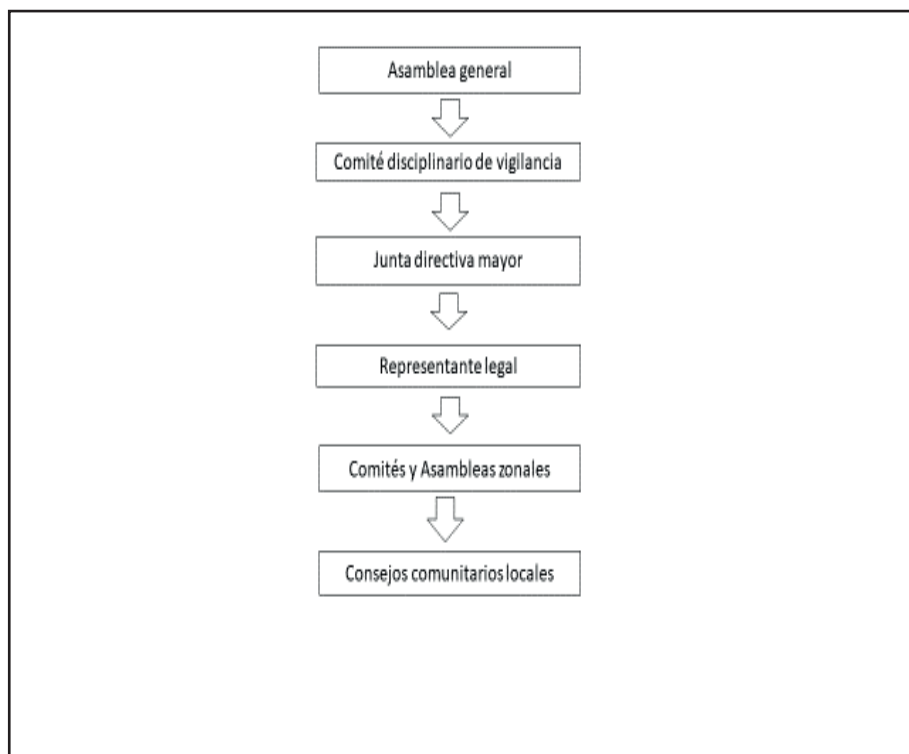 Asamblea general
Comité disciplinario de vigilancia
Junta directiva mayor
Representante legal
Comités y Asambleas zonales
Consejos comunitarios locales